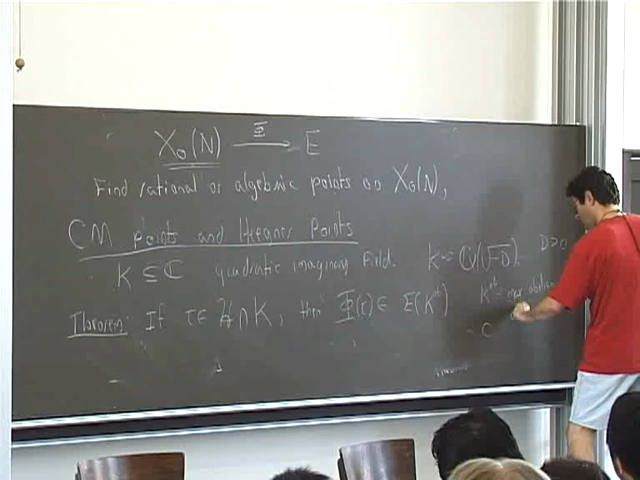 X₀(N) —Φ→ E
Find rational or algebraic points on X₀(N),
CM points and Heegner Points
K ⊆ ℂ quadratic imaginary field. K = ℚ(√-D) D>0
Theorem: If τ ∈ ℋ ∩ K, then Φ(τ) ∈ E(K^ab) K^ab = max abelian